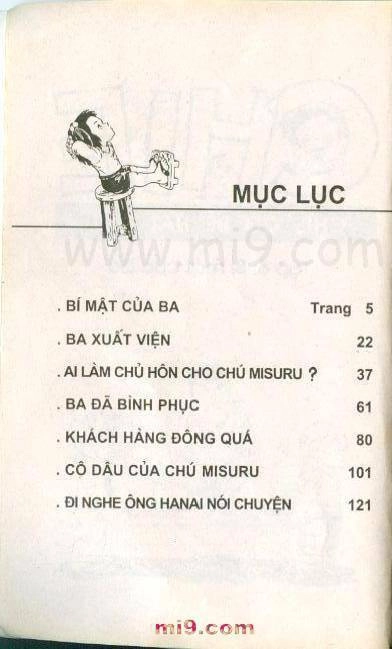 MỤC LỤC
www.mi9.com
. BÍ MẬT CỦA BA Trang 5
. BA XUẤT VIỆN 22
. AI LÀM CHỦ HÔN CHO CHÚ MISURU ? 37
. BA ĐÃ BÌNH PHỤC 61
. KHÁCH HÀNG ĐÔNG QUÁ 80
. CÔ DÂU CỦA CHÚ MISURU 101
. ĐI NGHE ÔNG HANAI NÓI CHUYỆN 121
mi9.com